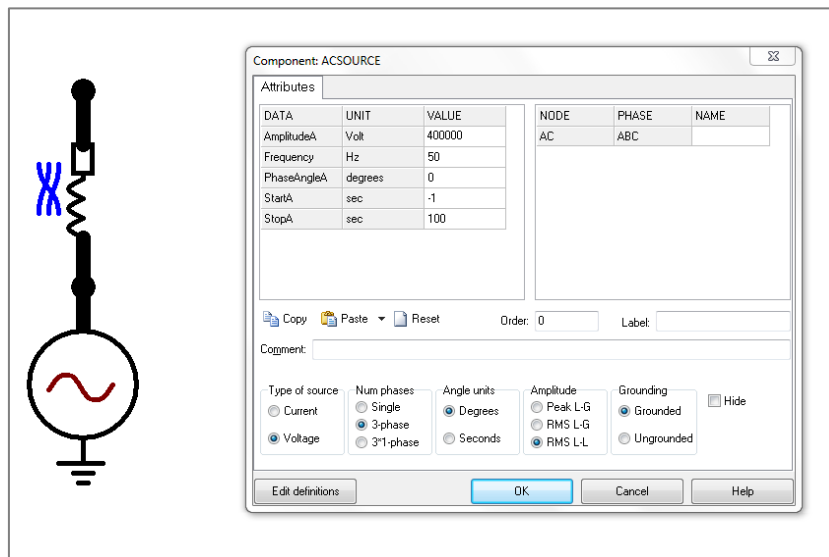 Component: ACSOURCE
Attributes
DATA UNIT VALUE
AmplitudeA Volt 400000
Frequency Hz 50
PhaseAngleA degrees 0
StartA sec -1
StopA sec 100
NODE PHASE NAME
AC ABC
Copy Paste Reset Order: 0 Label:
Comment:
Type of source Num phases Angle units Amplitude Grounding
Current Single Degrees Peak L-G Grounded Hide
Voltage 3-phase Seconds RMS L-G Ungrounded
3*1-phase RMS L-L
Edit definitions OK Cancel Help